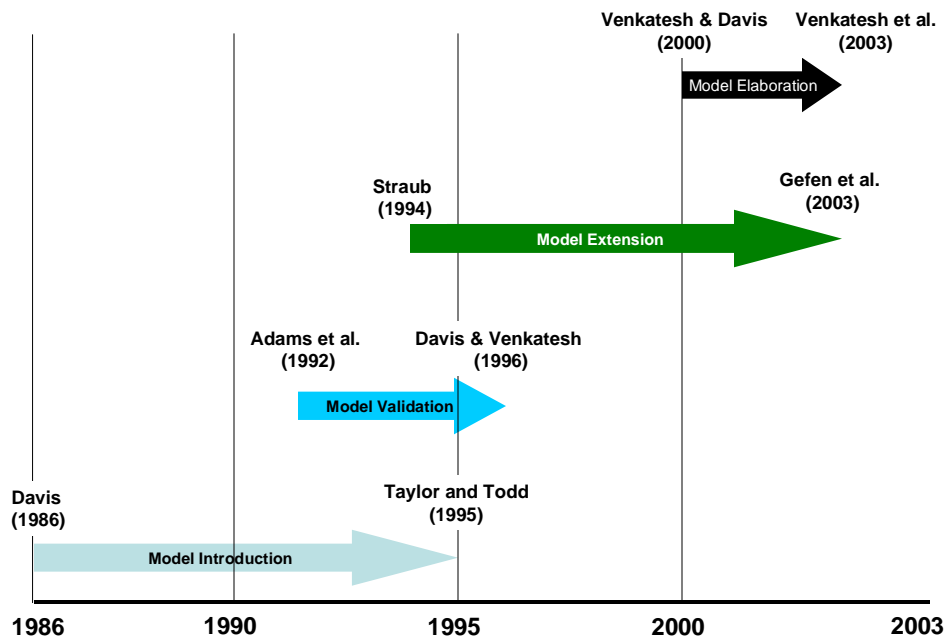 Venkatesh & Davis
(2000)
Venkatesh et al.
(2003)
Model Elaboration
Straub
(1994)
Gefen et al.
(2003)
Model Extension
Adams et al.
(1992)
Davis & Venkatesh
(1996)
Model Validation
Davis
(1986)
Taylor and Todd
(1995)
Model Introduction
1986
1990
1995
2000
2003